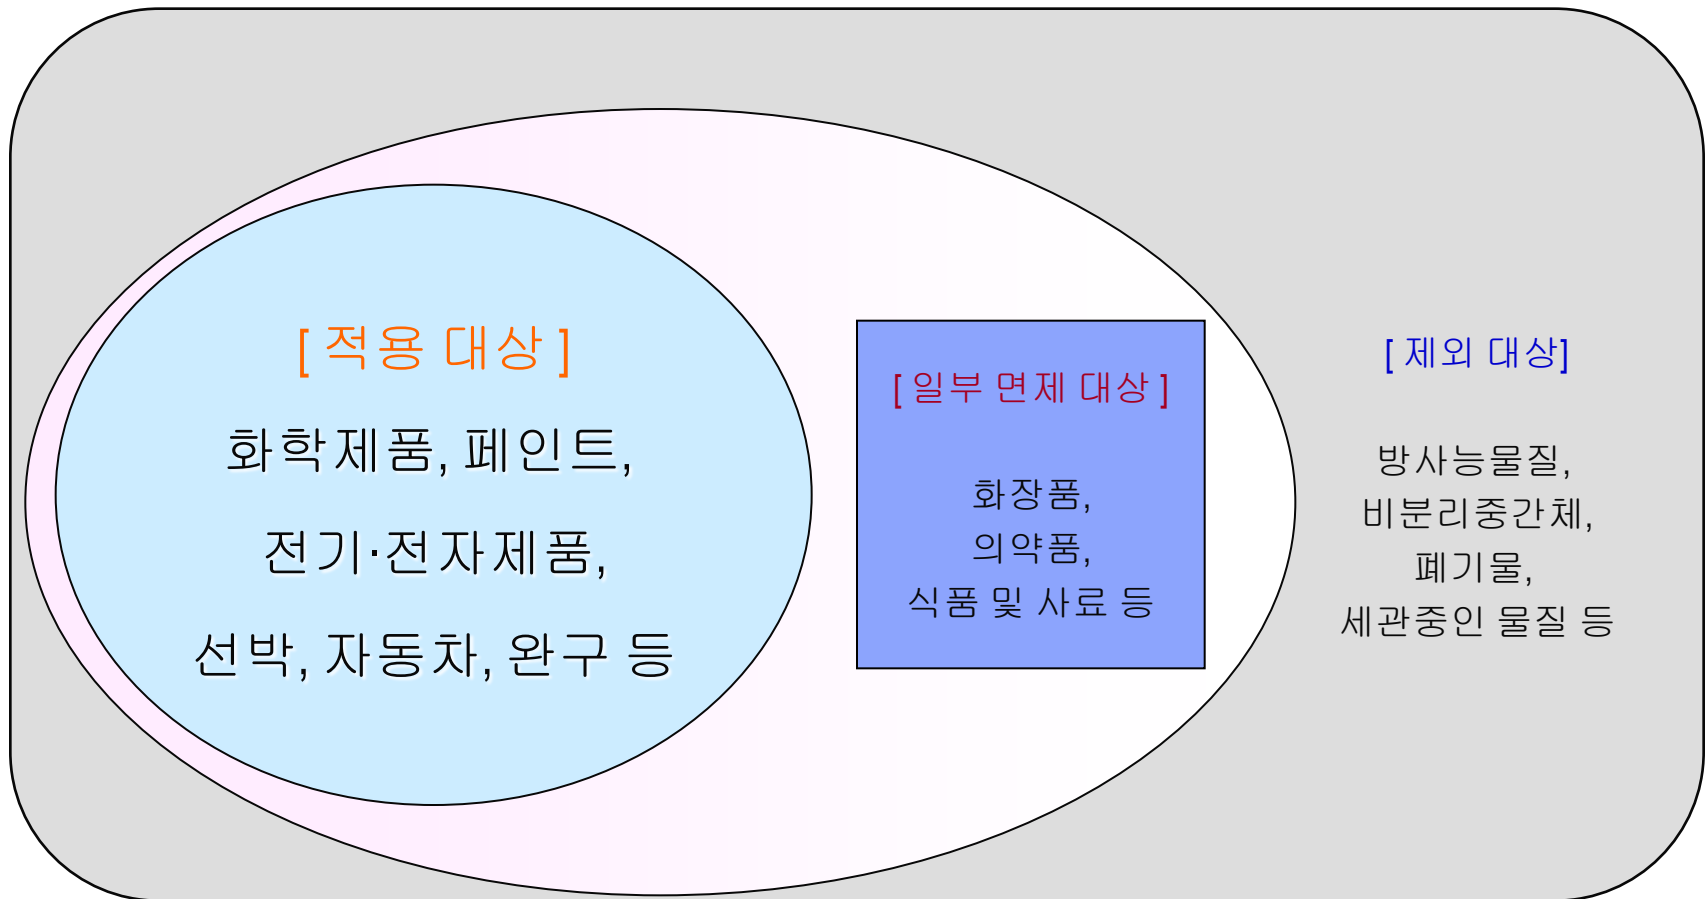 [ 적용 대상 ]
화학제품, 페인트,
전기·전자제품,
선박, 자동차, 완구 등
[ 일부 면제 대상 ]
화장품,
의약품,
식품 및 사료 등
[ 제외 대상]
방사능물질,
비분리중간체,
폐기물,
세관중인 물질 등